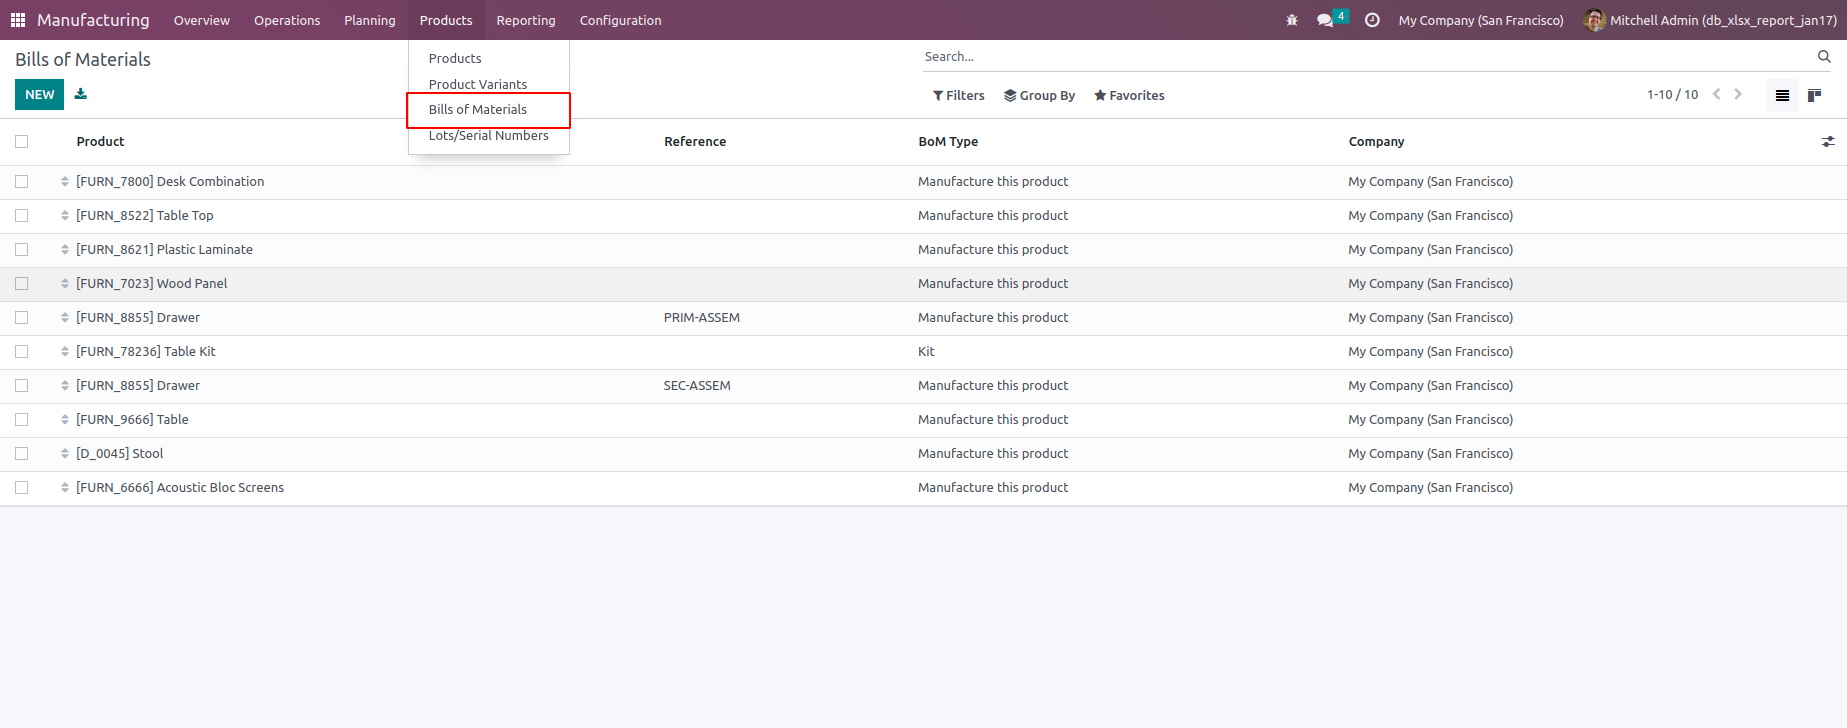 Manufacturing Overview Operations Planning Products Reporting Configuration 4 My Company (San Francisco) Mitchell Admin (db_xlsx_report_jan17)
Bills of Materials
Search...
Products
Product Variants
Bills of Materials
Lots/Serial Numbers
NEW
Filters Group By Favorites 1-10 / 10
Product Reference BoM Type Company
[FURN_7800] Desk Combination Manufacture this product My Company (San Francisco)
[FURN_8522] Table Top Manufacture this product My Company (San Francisco)
[FURN_8621] Plastic Laminate Manufacture this product My Company (San Francisco)
[FURN_7023] Wood Panel Manufacture this product My Company (San Francisco)
[FURN_8855] Drawer PRIM-ASSEM Manufacture this product My Company (San Francisco)
[FURN_78236] Table Kit Kit My Company (San Francisco)
[FURN_8855] Drawer SEC-ASSEM Manufacture this product My Company (San Francisco)
[FURN_9666] Table Manufacture this product My Company (San Francisco)
[D_0045] Stool Manufacture this product My Company (San Francisco)
[FURN_6666] Acoustic Bloc Screens Manufacture this product My Company (San Francisco)